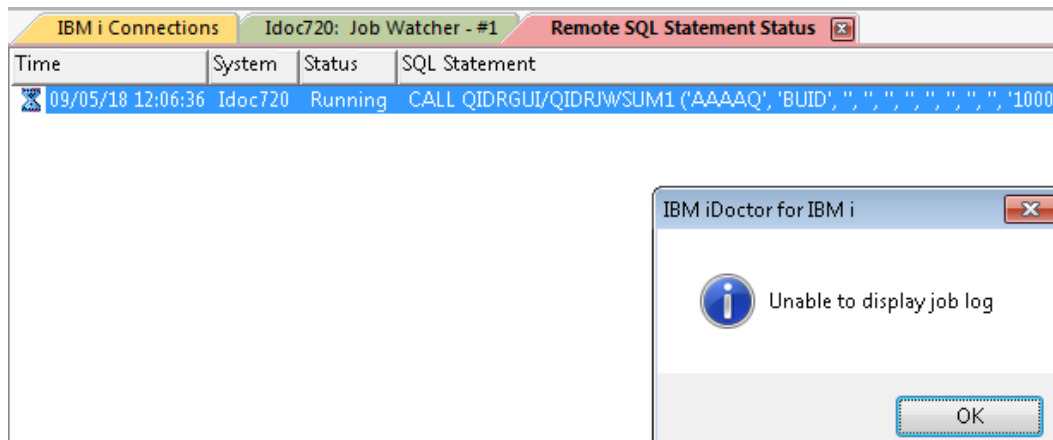 IBM i Connections Idoc720: Job Watcher - #1 Remote SQL Statement Status
Time System Status SQL Statement
09/05/18 12:06:36 Idoc720 Running CALL QIDRGUI/QIDRJWSUM1 ('AAAAQ', 'BUID', '', '', '', '', '', '', '', '', '1000
IBM iDoctor for IBM i
Unable to display job log
OK